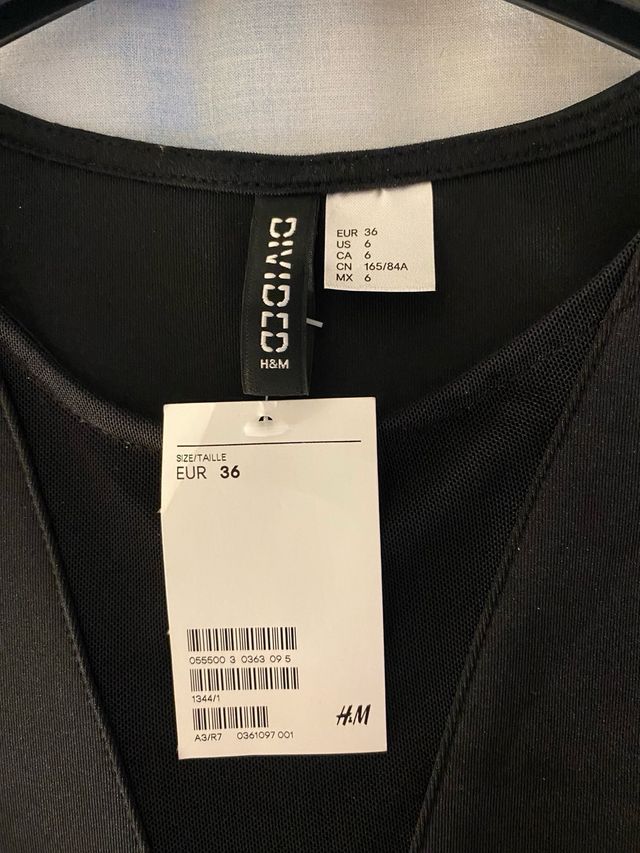 DIVIDED
H&M
EUR 36
US 6
CA 6
CN 165/84A
MX 6
SIZE/TAILLE
EUR 36
055500 3 0363 09 5
1344/1
A3/R7 0361097 001
H&M